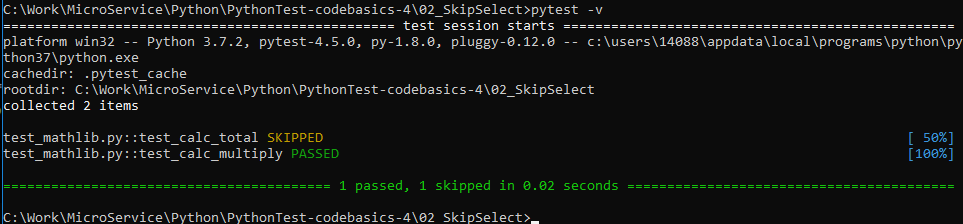 C:\Work\MicroService\Python\PythonTest-codebasics-4\02_SkipSelect>pytest -v
============================================== test session starts ===============================================
platform win32 -- Python 3.7.2, pytest-4.5.0, py-1.8.0, pluggy-0.12.0 -- c:\users\14088\appdata\local\programs\python\py
thon37\python.exe
cachedir: .pytest_cache
rootdir: C:\Work\MicroService\Python\PythonTest-codebasics-4\02_SkipSelect
collected 2 items
test_mathlib.py::test_calc_total SKIPPED [ 50%]
test_mathlib.py::test_calc_multiply PASSED [100%]
====================================== 1 passed, 1 skipped in 0.02 seconds ======================================
C:\Work\MicroService\Python\PythonTest-codebasics-4\02_SkipSelect>